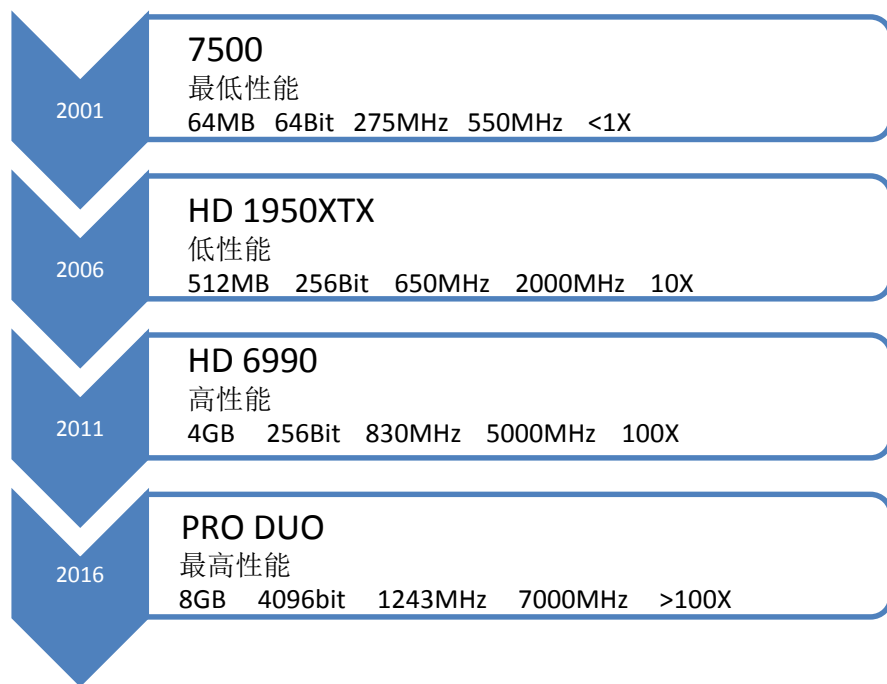 2001
7500
最低性能
64MB 64Bit 275MHz 550MHz <1X
2006
HD 1950XTX
低性能
512MB 256Bit 650MHz 2000MHz 10X
2011
HD 6990
高性能
4GB 256Bit 830MHz 5000MHz 100X
2016
PRO DUO
最高性能
8GB 4096bit 1243MHz 7000MHz >100X